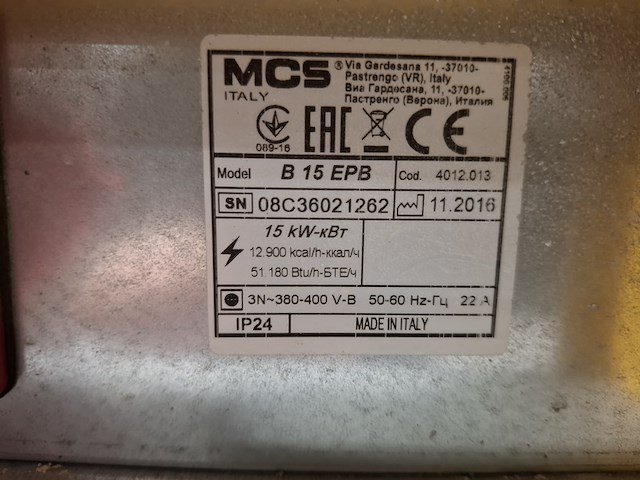 MCS ® Via Gardesana 11, -37010-
Pastrengo (VR), Italy
ITALY Виа Гардосана, 11, -37010-
Пастренго (Верона), Италия
089-16 EAC CE
Model B 15 EPB Cod. 4012.013
SN 08C36021262 11.2016
15 kW-кВт
12.900 kcal/h-ккал/ч
51 180 Btu/h-БТЕ/ч
3N~380-400 V-В 50-60 Hz-Гц 22 A
IP24 MADE IN ITALY